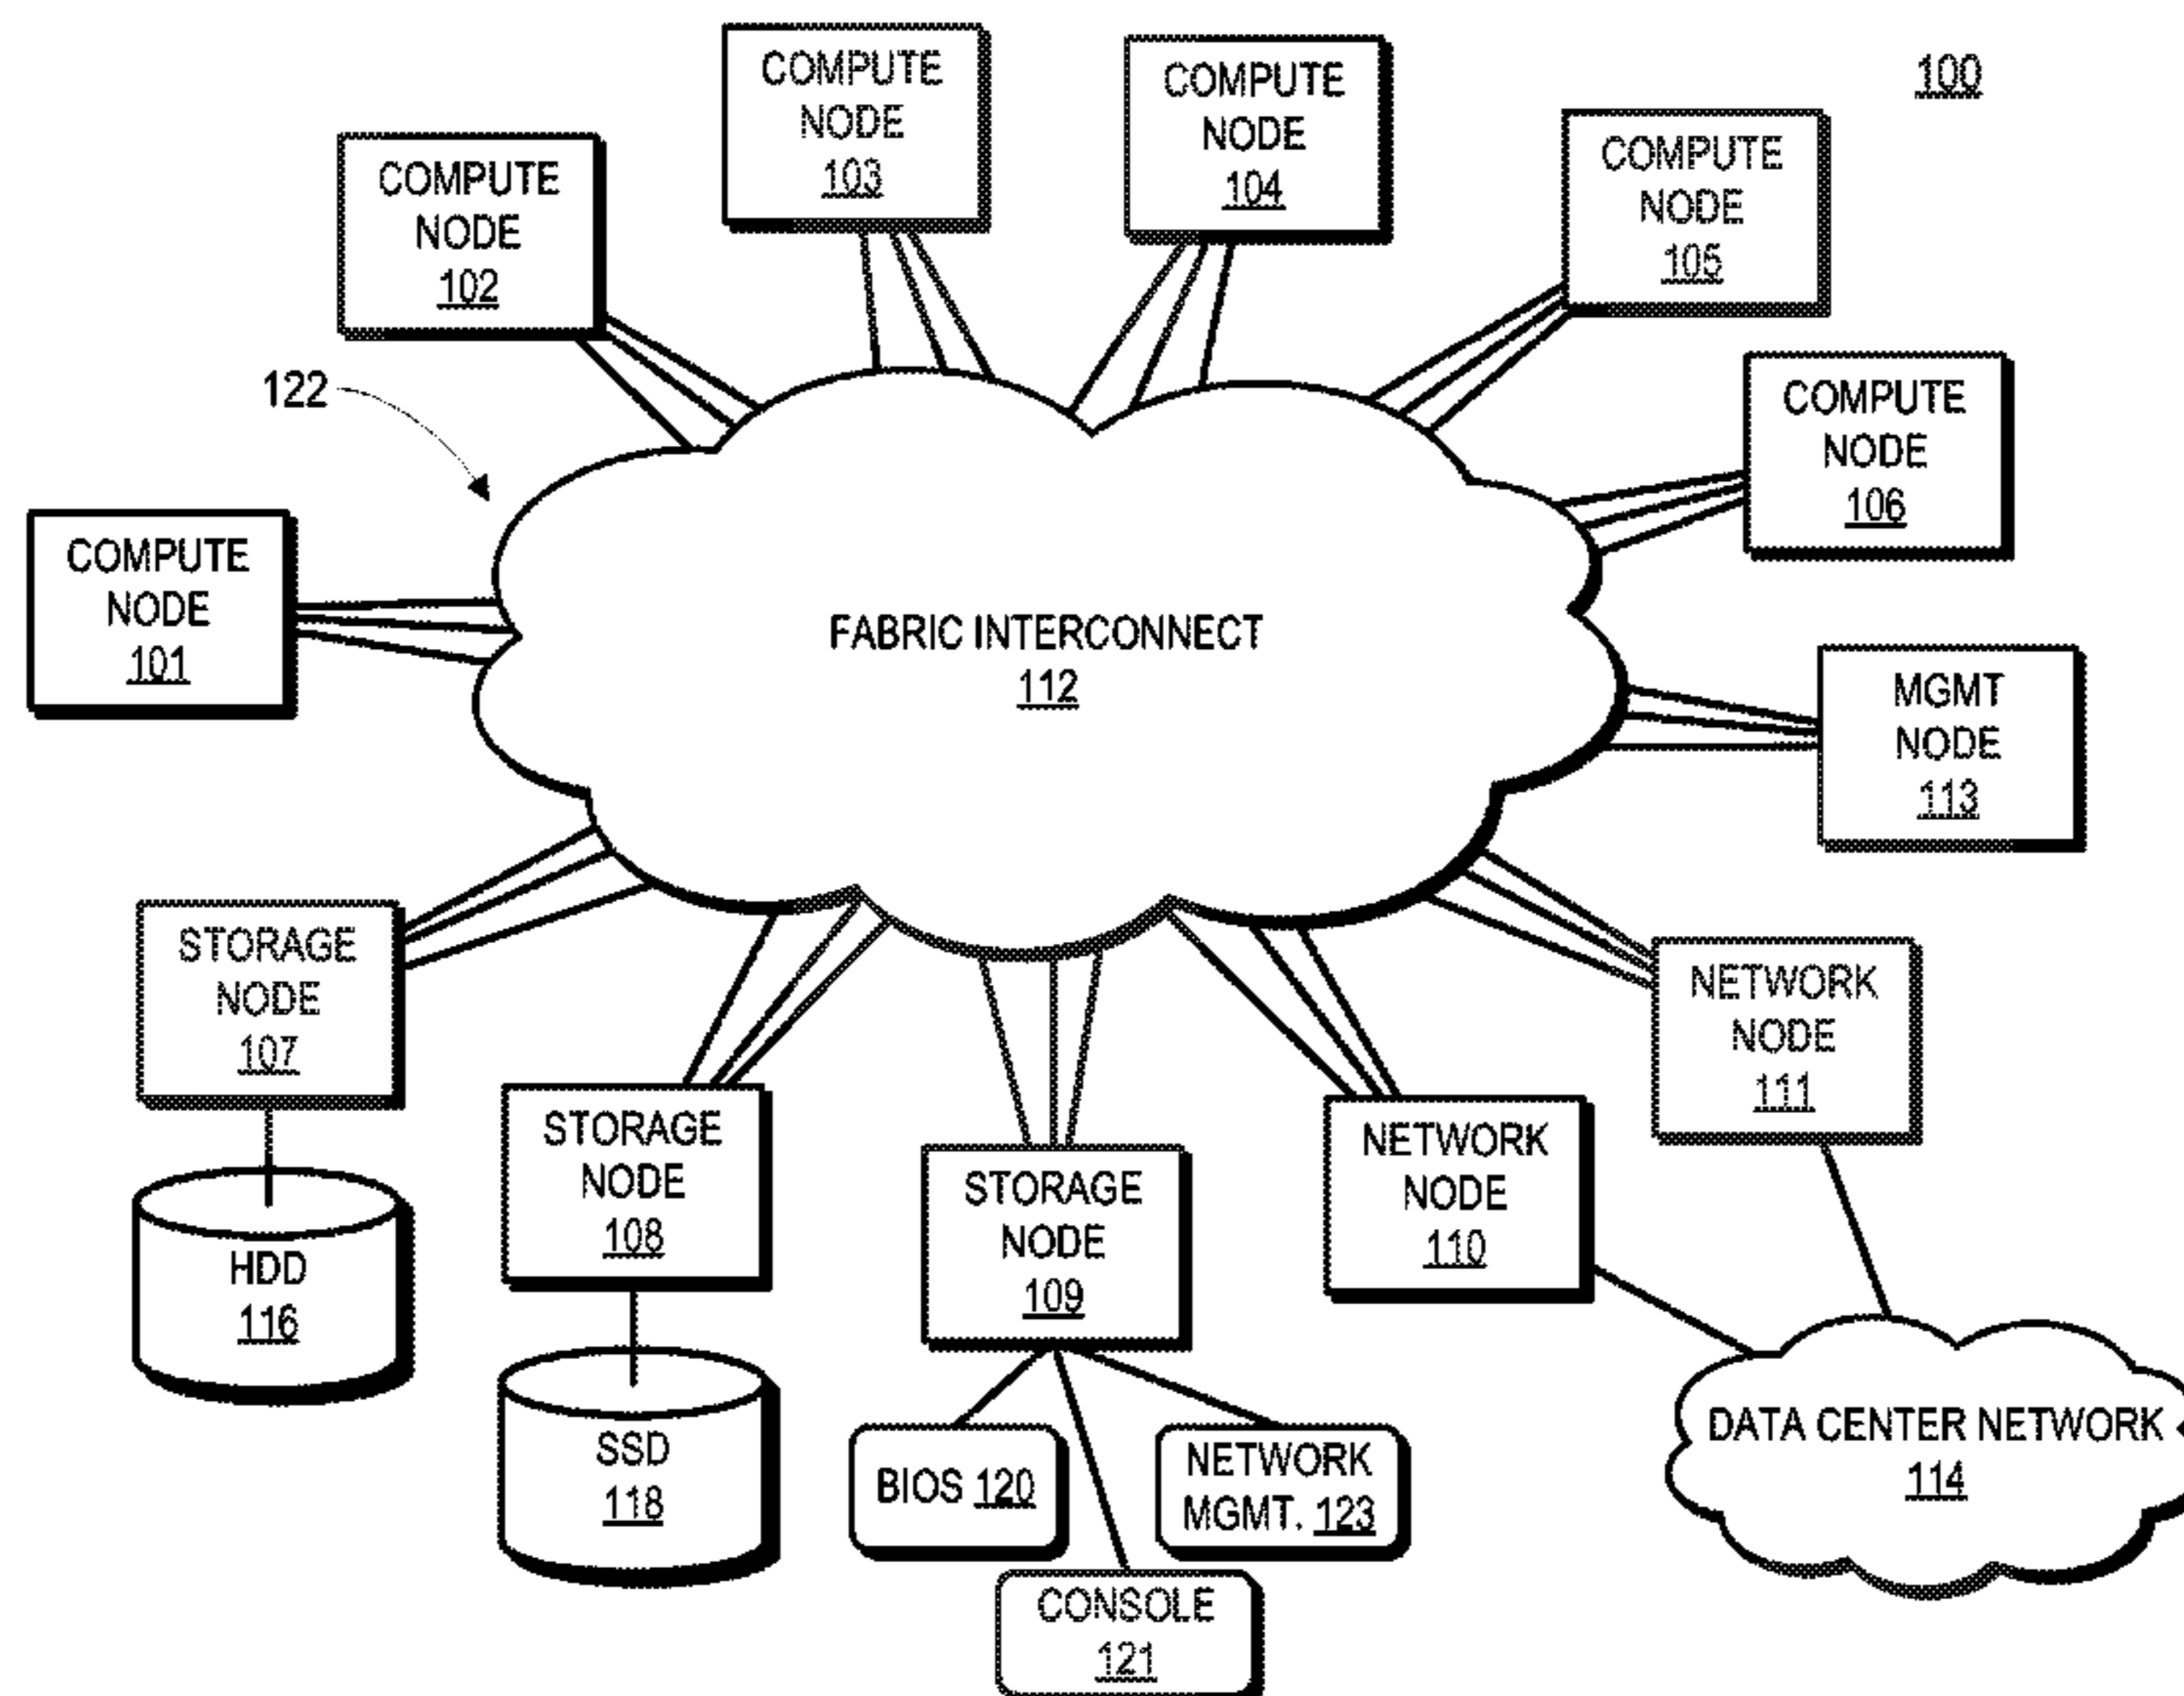 100
COMPUTE
NODE
103
COMPUTE
NODE
104
COMPUTE
NODE
105
COMPUTE
NODE
102
122
COMPUTE
NODE
106
COMPUTE
NODE
101
FABRIC INTERCONNECT
112
MGMT
NODE
113
STORAGE
NODE
107
NETWORK
NODE
111
STORAGE
NODE
108
NETWORK
NODE
110
STORAGE
NODE
109
HDD
116
SSD
118
BIOS 120
NETWORK
MGMT. 123
CONSOLE
121
DATA CENTER NETWORK
114